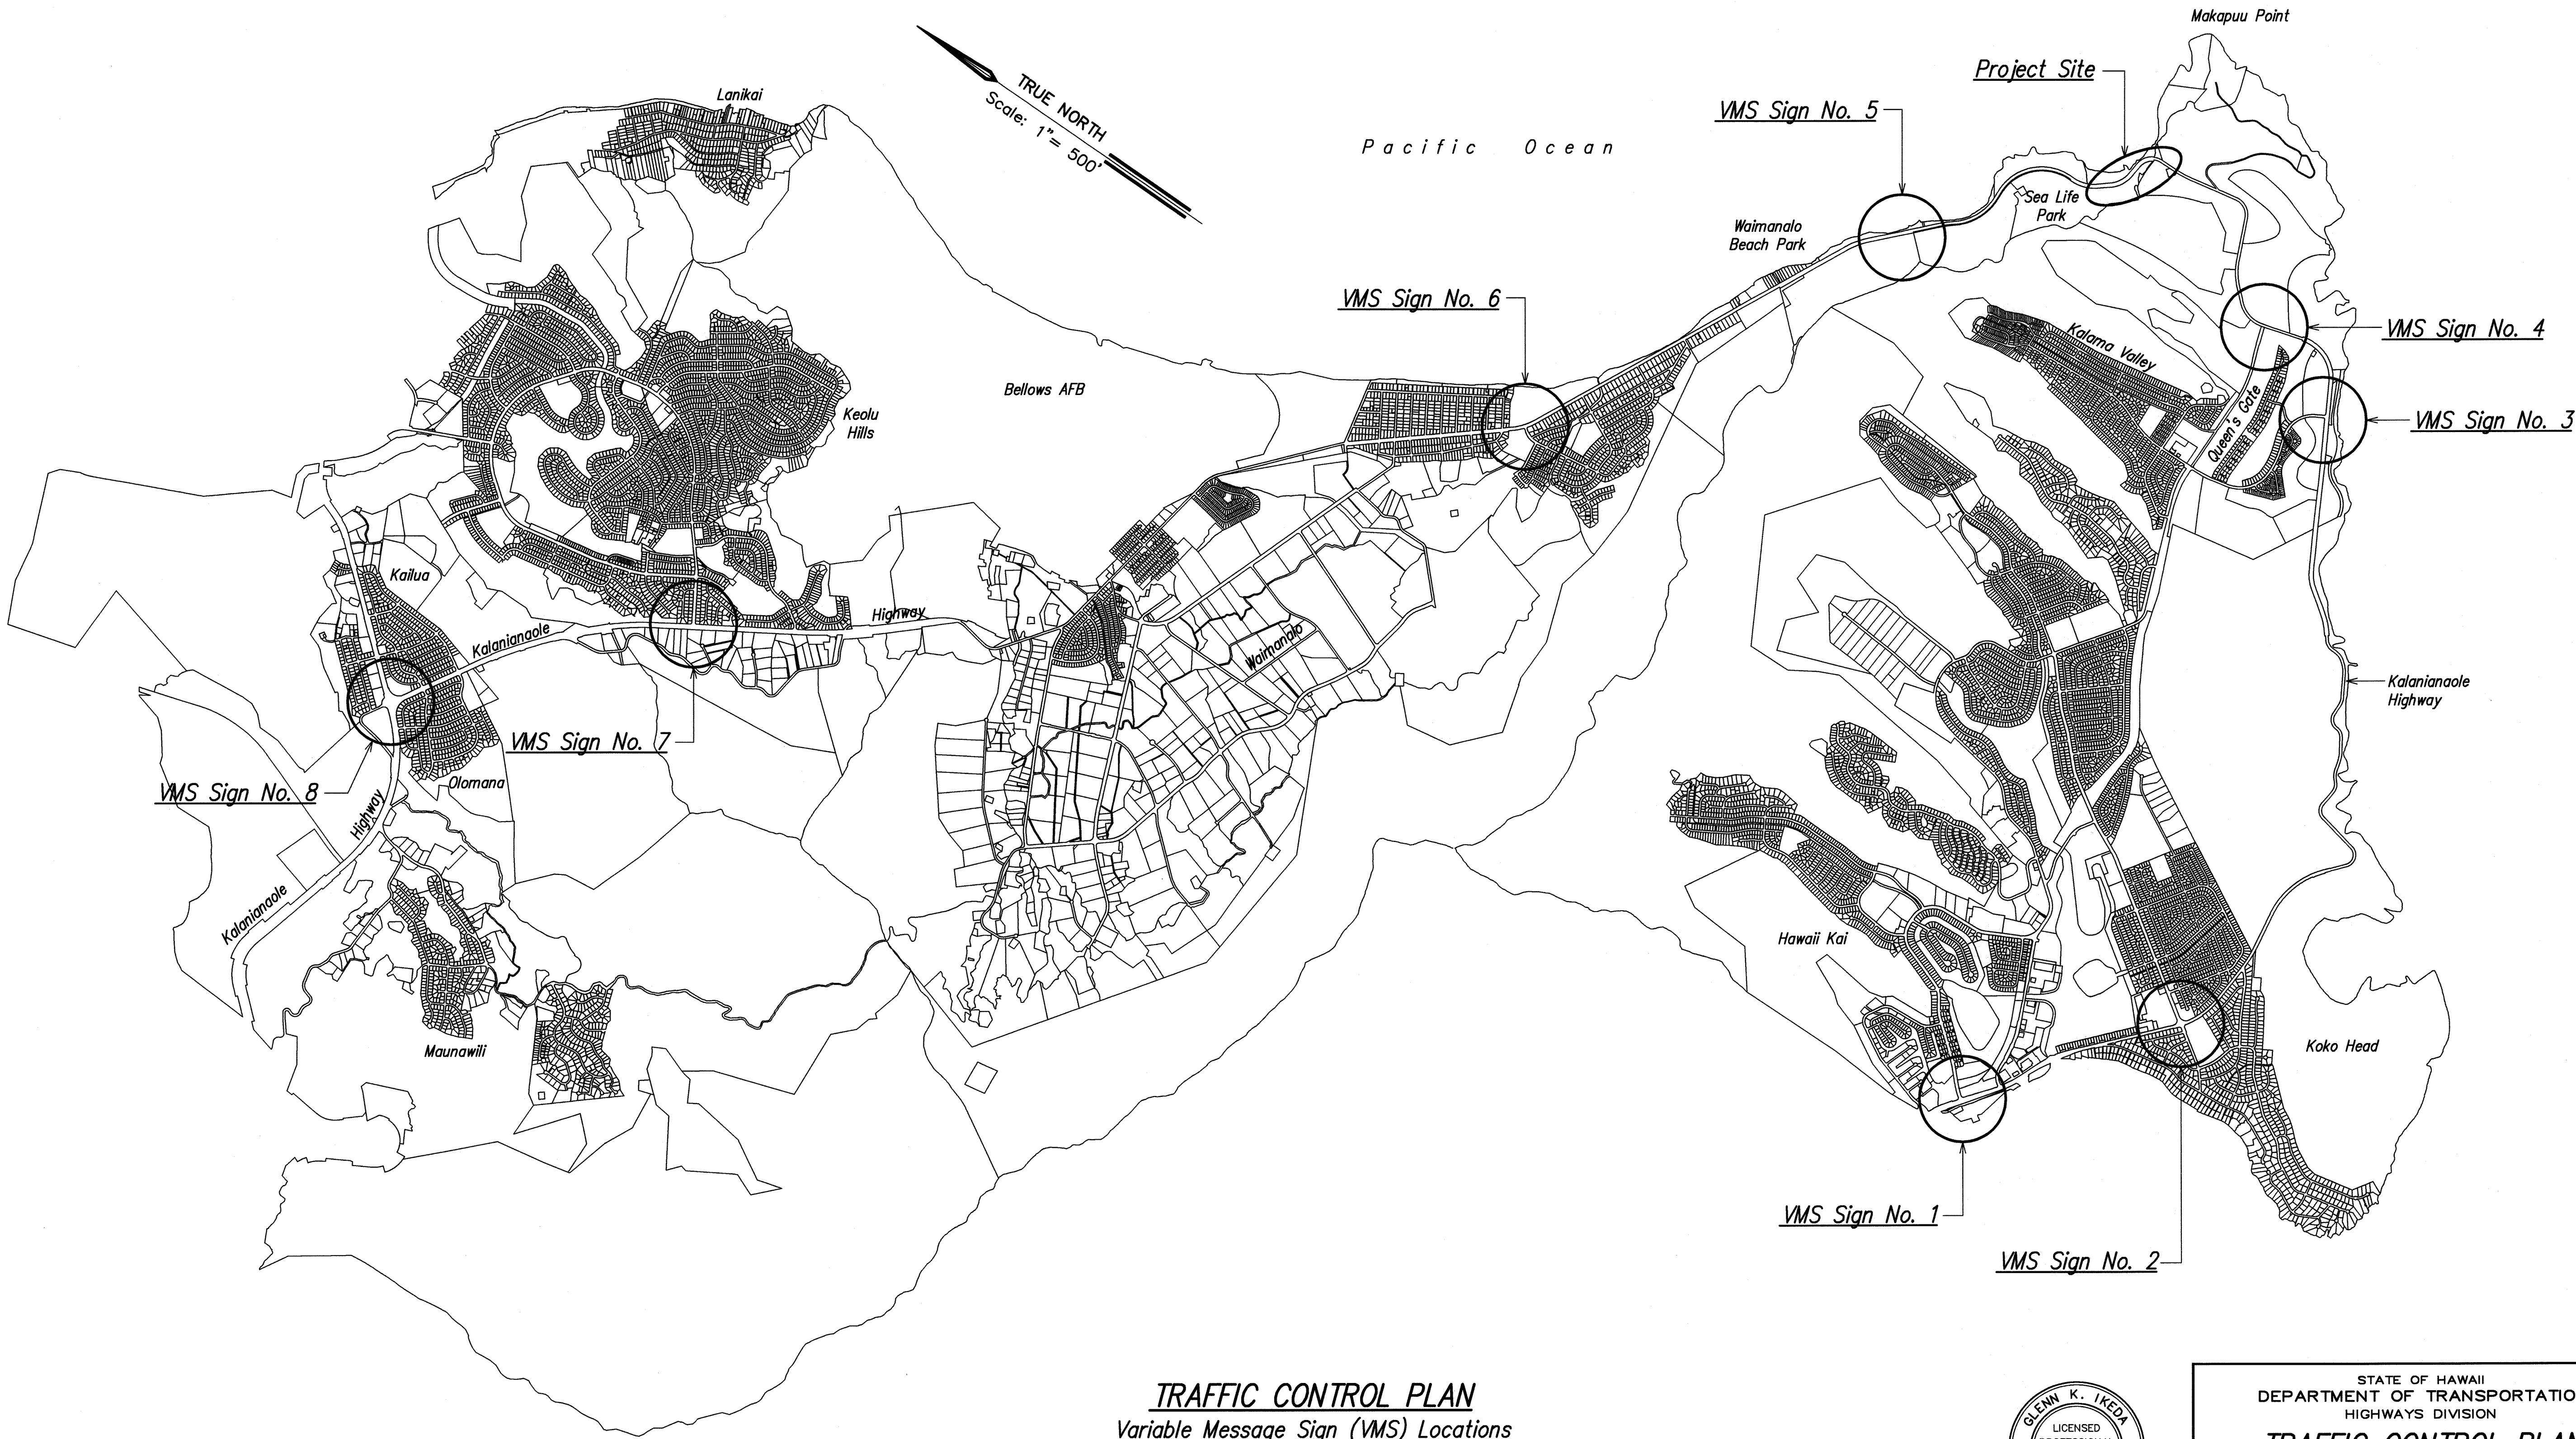 Makapuu Point
Project Site
VMS Sign No. 5
Lanikai
TRUE NORTH
Scale: 1"= 500'
Pacific Ocean
Sea Life
Park
Waimanalo
Beach Park
VMS Sign No. 6
VMS Sign No. 4
Kalama Valley
Queen's Gate
VMS Sign No. 3
Bellows AFB
Keolu
Hills
Kailua
Kalanianaole
Highway
Waimanalo
Kalanianaole
Highway
VMS Sign No. 7
VMS Sign No. 8
Olomana
Highway
Kalanianaole
Hawaii Kai
Maunawili
Koko Head
VMS Sign No. 1
VMS Sign No. 2
TRAFFIC CONTROL PLAN
Variable Message Sign (VMS) Locations
GLENN K. IKEDA
LICENSED
STATE OF HAWAII
DEPARTMENT OF TRANSPORTATIO
HIGHWAYS DIVISION
TRAFFIC CONTROL PLAN